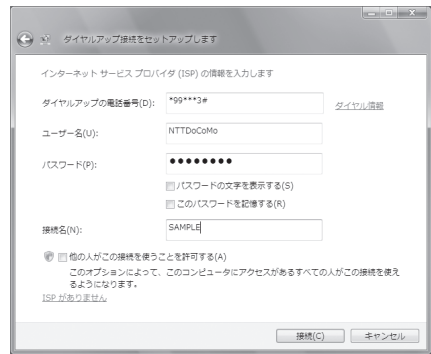 ダイヤルアップ接続をセットアップします
インターネット サービス プロバイダ (ISP) の情報を入力します
ダイヤルアップの電話番号(D): *99***3# ダイヤル情報
ユーザー名(U): NTTDoCoMo
パスワード(P): ●●●●●●●●
パスワードの文字を表示する(S)
このパスワードを記憶する(R)
接続名(N): SAMPLE
他の人がこの接続を使うことを許可する(A)
このオプションによって、このコンピュータにアクセスがあるすべての人がこの接続を使え
るようになります。
ISP がありません
接続(C) キャンセル